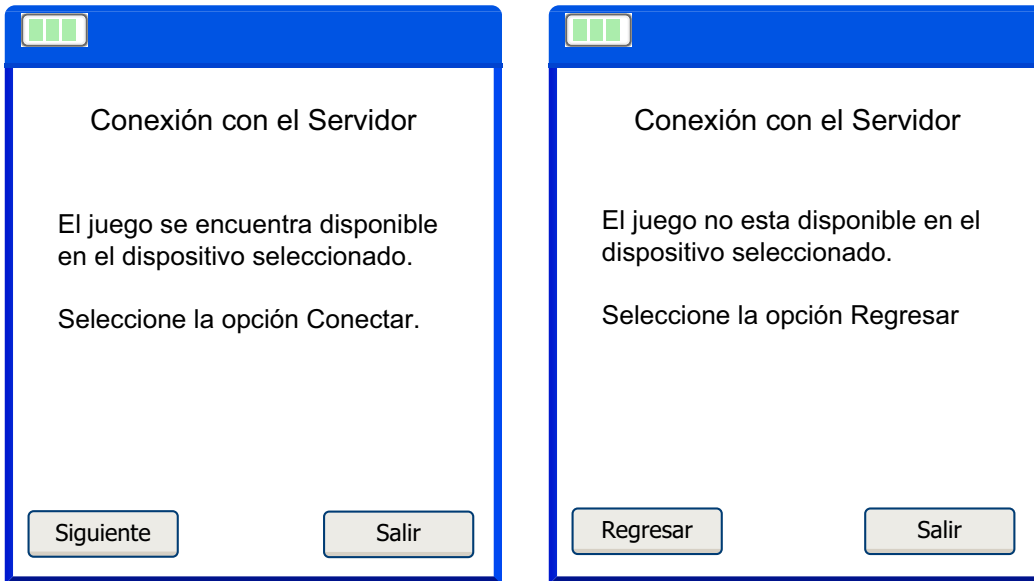 Conexión con el Servidor
El juego se encuentra disponible
en el dispositivo seleccionado.
Seleccione la opción Conectar.
Siguiente
Salir
Conexión con el Servidor
El juego no esta disponible en el
dispositivo seleccionado.
Seleccione la opción Regresar
Regresar
Salir